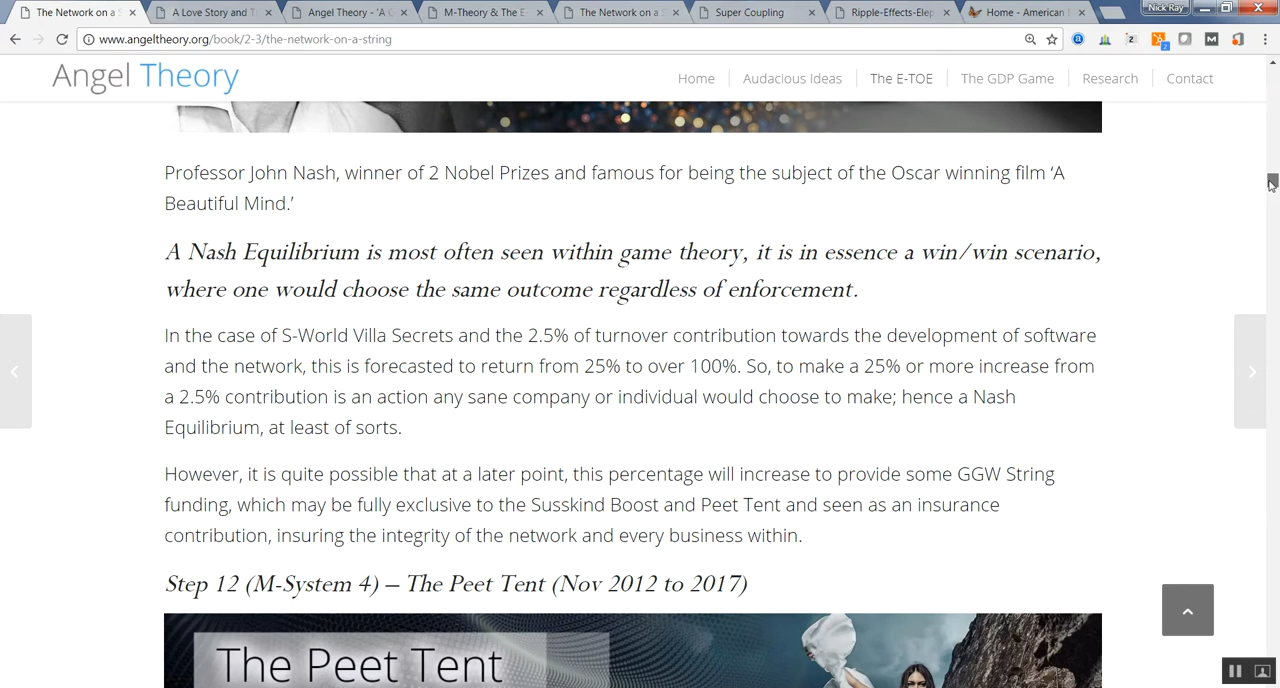 The Network on a S
A Love Story and T
Angel Theory - 'A C
M-Theory & The E-
The Network on a S
Super Coupling
Ripple-Effects-Elep
Home - American
Nick Ray
www.angeltheory.org/book/2-3/the-network-on-a-string
Angel Theory
Home
Audacious Ideas
The E-TOE
The GDP Game
Research
Contact
Professor John Nash, winner of 2 Nobel Prizes and famous for being the subject of the Oscar winning film ‘A
Beautiful Mind.’
A Nash Equilibrium is most often seen within game theory, it is in essence a win/win scenario,
where one would choose the same outcome regardless of enforcement.
In the case of S-World Villa Secrets and the 2.5% of turnover contribution towards the development of software
and the network, this is forecasted to return from 25% to over 100%. So, to make a 25% or more increase from
a 2.5% contribution is an action any sane company or individual would choose to make; hence a Nash
Equilibrium, at least of sorts.
However, it is quite possible that at a later point, this percentage will increase to provide some GGW String
funding, which may be fully exclusive to the Susskind Boost and Peet Tent and seen as an insurance
contribution, insuring the integrity of the network and every business within.
Step 12 (M-System 4) – The Peet Tent (Nov 2012 to 2017)
The Peet Tent